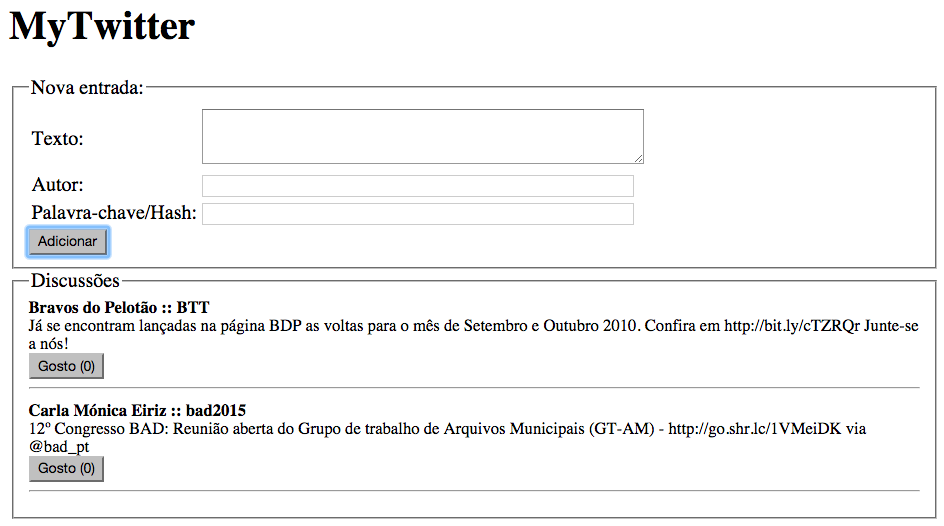 MyTwitter
Nova entrada:
Texto:
Autor:
Palavra-chave/Hash:
Adicionar
Discussões
Bravos do Pelotão :: BTT
Já se encontram lançadas na página BDP as voltas para o mês de Setembro e Outubro 2010. Confira em http://bit.ly/cTZRQr Junte-se
a nós!
Gosto (0)
Carla Mónica Eiriz :: bad2015
12º Congresso BAD: Reunião aberta do Grupo de trabalho de Arquivos Municipais (GT-AM) - http://go.shr.lc/1VMeiDK via
@bad_pt
Gosto (0)